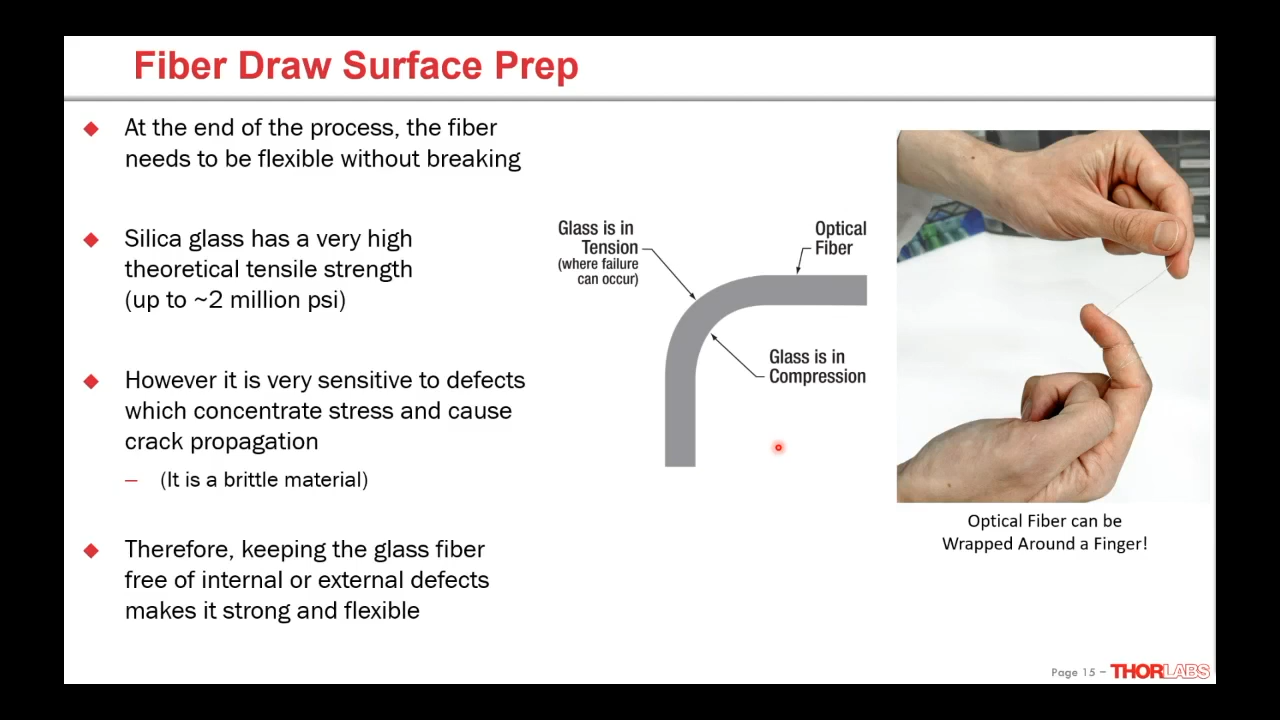 Fiber Draw Surface Prep
At the end of the process, the fiber
needs to be flexible without breaking
Silica glass has a very high
theoretical tensile strength
(up to ~2 million psi)
However it is very sensitive to defects
which concentrate stress and cause
crack propagation
– (It is a brittle material)
Therefore, keeping the glass fiber
free of internal or external defects
makes it strong and flexible
Glass is in
Tension
(where failure
can occur)
Optical
Fiber
Glass is in
Compression
Optical Fiber can be
Wrapped Around a Finger!
Page 15 – THORLABS